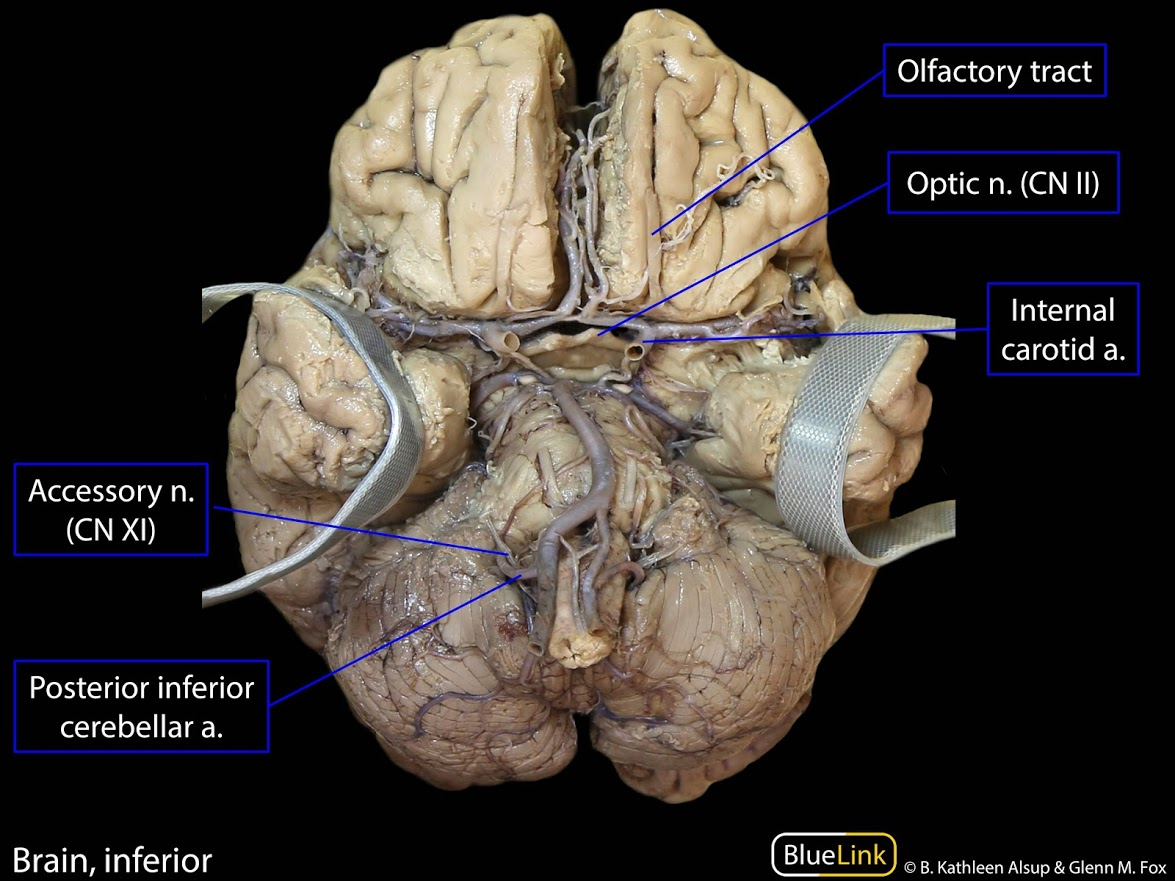 Olfactory tract
Optic n. (CN II)
Internal
carotid a.
Accessory n.
(CN XI)
Posterior inferior
cerebellar a.
Brain, inferior
BlueLink
© B. Kathleen Alsup & Glenn M. Fox